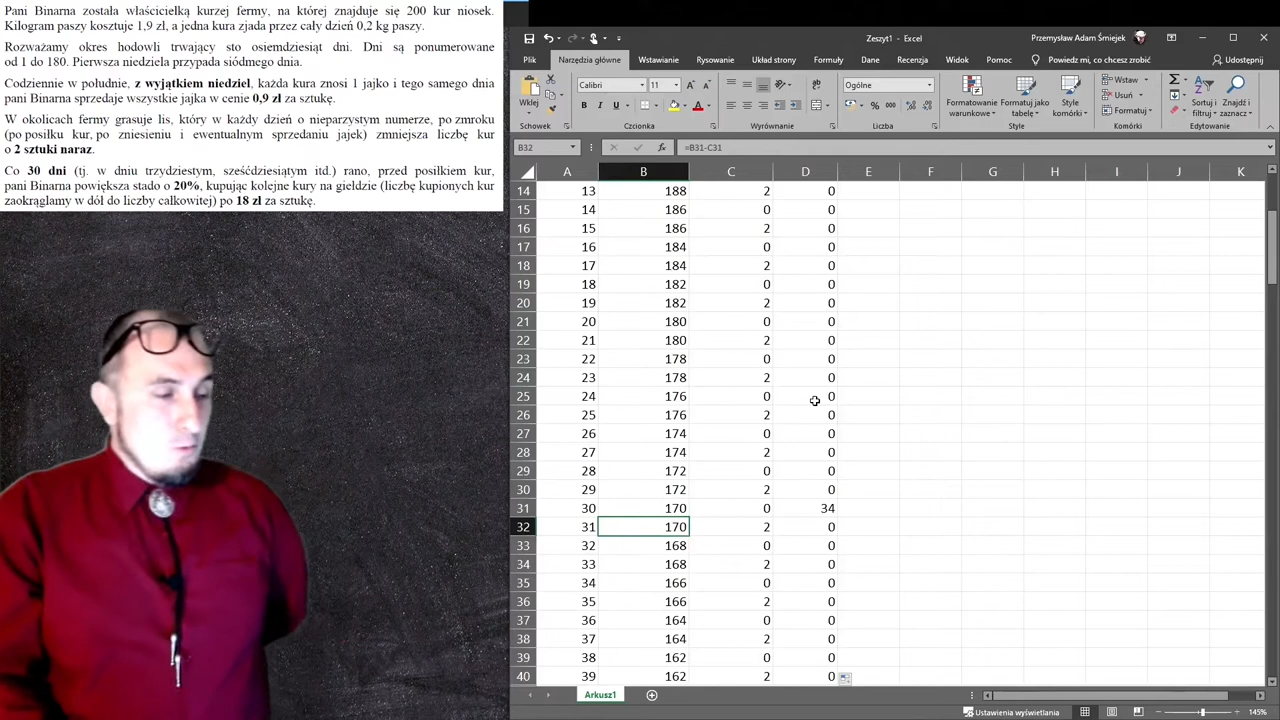 Pani Binarna została właścicielką kurzej fermy, na której znajduje się 200 kur niosek.
Kilogram paszy kosztuje 1,9 zł, a jedna kura zjada przez cały dzień 0,2 kg paszy.
Rozważamy okres hodowli trwający sto osiemdziesiąt dni. Dni są ponumerowane
od 1 do 180. Pierwsza niedziela przypada siódmego dnia.
Codziennie w południe, z wyjątkiem niedziel, każda kura znosi 1 jajko i tego samego dnia
pani Binarna sprzedaje wszystkie jajka w cenie 0,9 zł za sztukę.
W okolicach fermy grasuje lis, który w każdy dzień o nieparzystym numerze, po zmroku
(po posiłku kur, po zniesieniu i ewentualnym sprzedaniu jajek) zmniejsza liczbę kur
o 2 sztuki naraz.
Co 30 dni (tj. w dniu trzydziestym, sześćdziesiątym itd.) rano, przed posiłkiem kur,
pani Binarna powiększa stado o 20%, kupując kolejne kury na giełdzie (liczbę kupionych kur
zaokrąglamy w dół do liczby całkowitej) po 18 zł za sztukę.
Zeszyt1 - Excel
Przemysław Adam Śmiejek
Plik Narzędzia główne Wstawianie Rysowanie Układ strony Formuły Dane Recenzja Widok Pomoc Powiedz mi, co chcesz zrobić Udostępnij
Wklej Calibri 11 Ogólne Formatowanie Formatuj jako Style Wstaw Usuń Formatuj Sortuj i Znajdź i
warunkowe tabelę komórki filtruj zaznacz
Schowek Czcionka Wyrównanie Liczba Style Komórki Edytowanie
B32 =B31-C31
A B C D E F G H I J K
14 13 188 2 0
15 14 186 0 0
16 15 186 2 0
17 16 184 0 0
18 17 184 2 0
19 18 182 0 0
20 19 182 2 0
21 20 180 0 0
22 21 180 2 0
23 22 178 0 0
24 23 178 2 0
25 24 176 0 0
26 25 176 2 0
27 26 174 0 0
28 27 174 2 0
29 28 172 0 0
30 29 172 2 0
31 30 170 0 34
32 31 170 2 0
33 32 168 0 0
34 33 168 2 0
35 34 166 0 0
36 35 166 2 0
37 36 164 0 0
38 37 164 2 0
39 38 162 0 0
40 39 162 2 0
Arkusz1
Ustawienia wyświetlania 145%